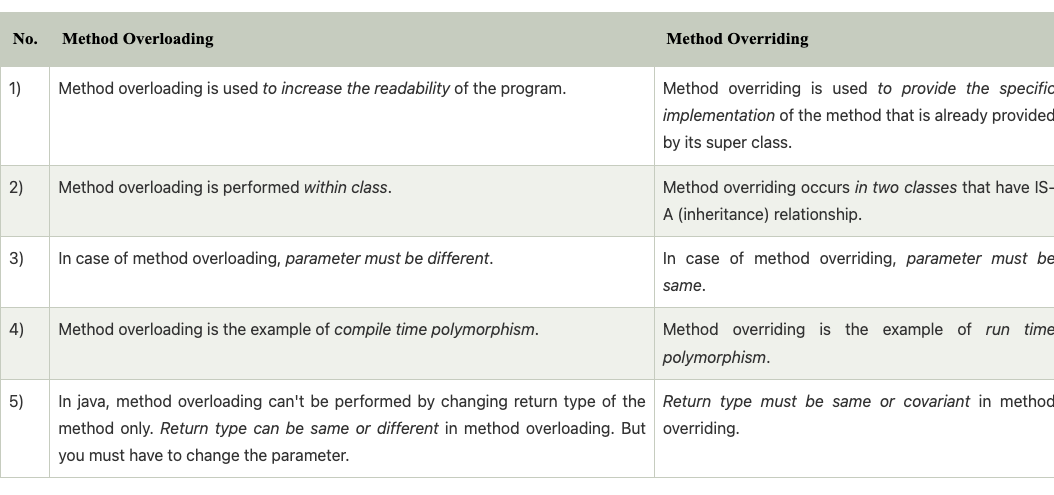 No. Method Overloading Method Overriding
1) Method overloading is used to increase the readability of the program. Method overriding is used to provide the specific
implementation of the method that is already provided
by its super class.
2) Method overloading is performed within class. Method overriding occurs in two classes that have IS-
A (inheritance) relationship.
3) In case of method overloading, parameter must be different. In case of method overriding, parameter must be
same.
4) Method overloading is the example of compile time polymorphism. Method overriding is the example of run time
polymorphism.
5) In java, method overloading can't be performed by changing return type of the Return type must be same or covariant in method
method only. Return type can be same or different in method overloading. But overriding.
you must have to change the parameter.